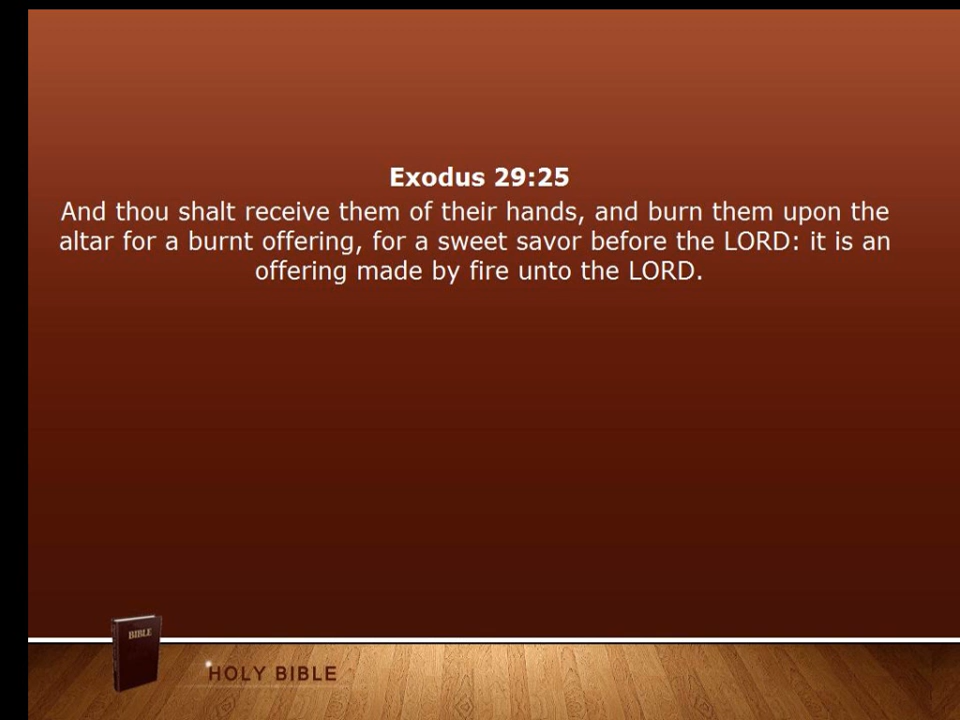 Exodus 29:25
And thou shalt receive them of their hands, and burn them upon the
altar for a burnt offering, for a sweet savor before the LORD: it is an
offering made by fire unto the LORD.
BIBLE
HOLY BIBLE